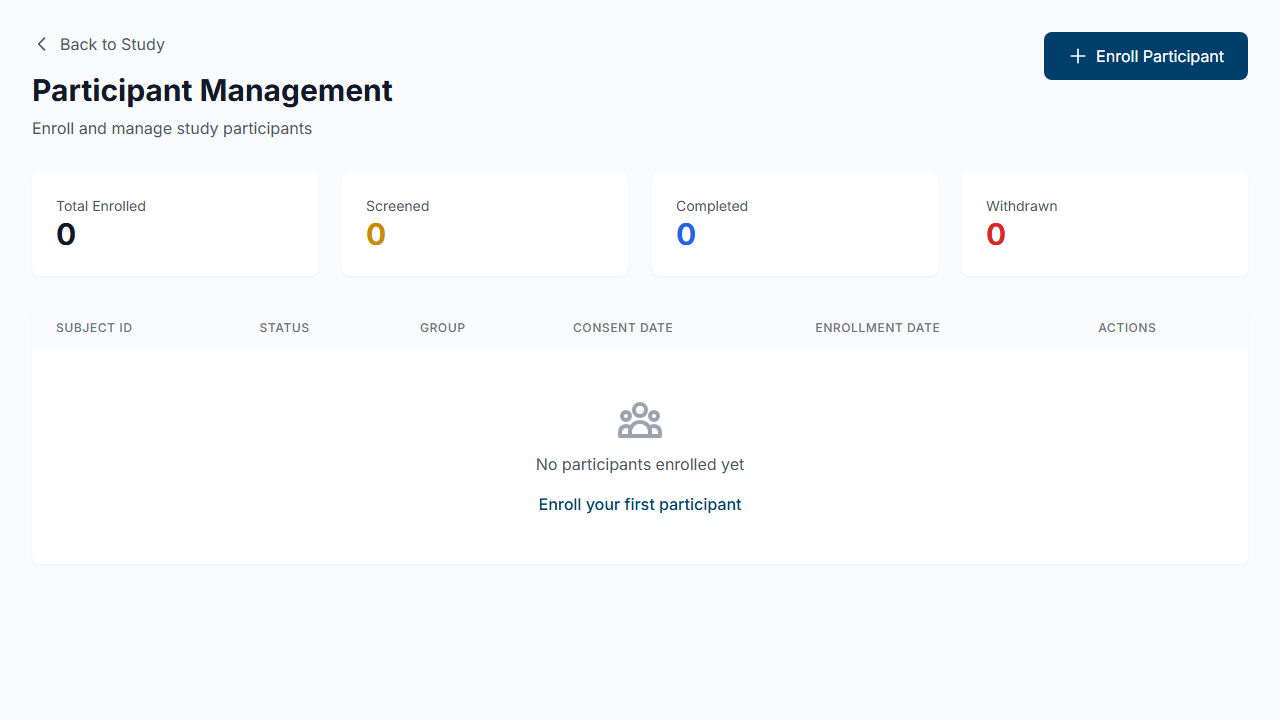 Back to Study
Enroll Participant
Participant Management
Enroll and manage study participants
Total Enrolled
0
Screened
0
Completed
0
Withdrawn
0
SUBJECT ID STATUS GROUP CONSENT DATE ENROLLMENT DATE ACTIONS
No participants enrolled yet
Enroll your first participant